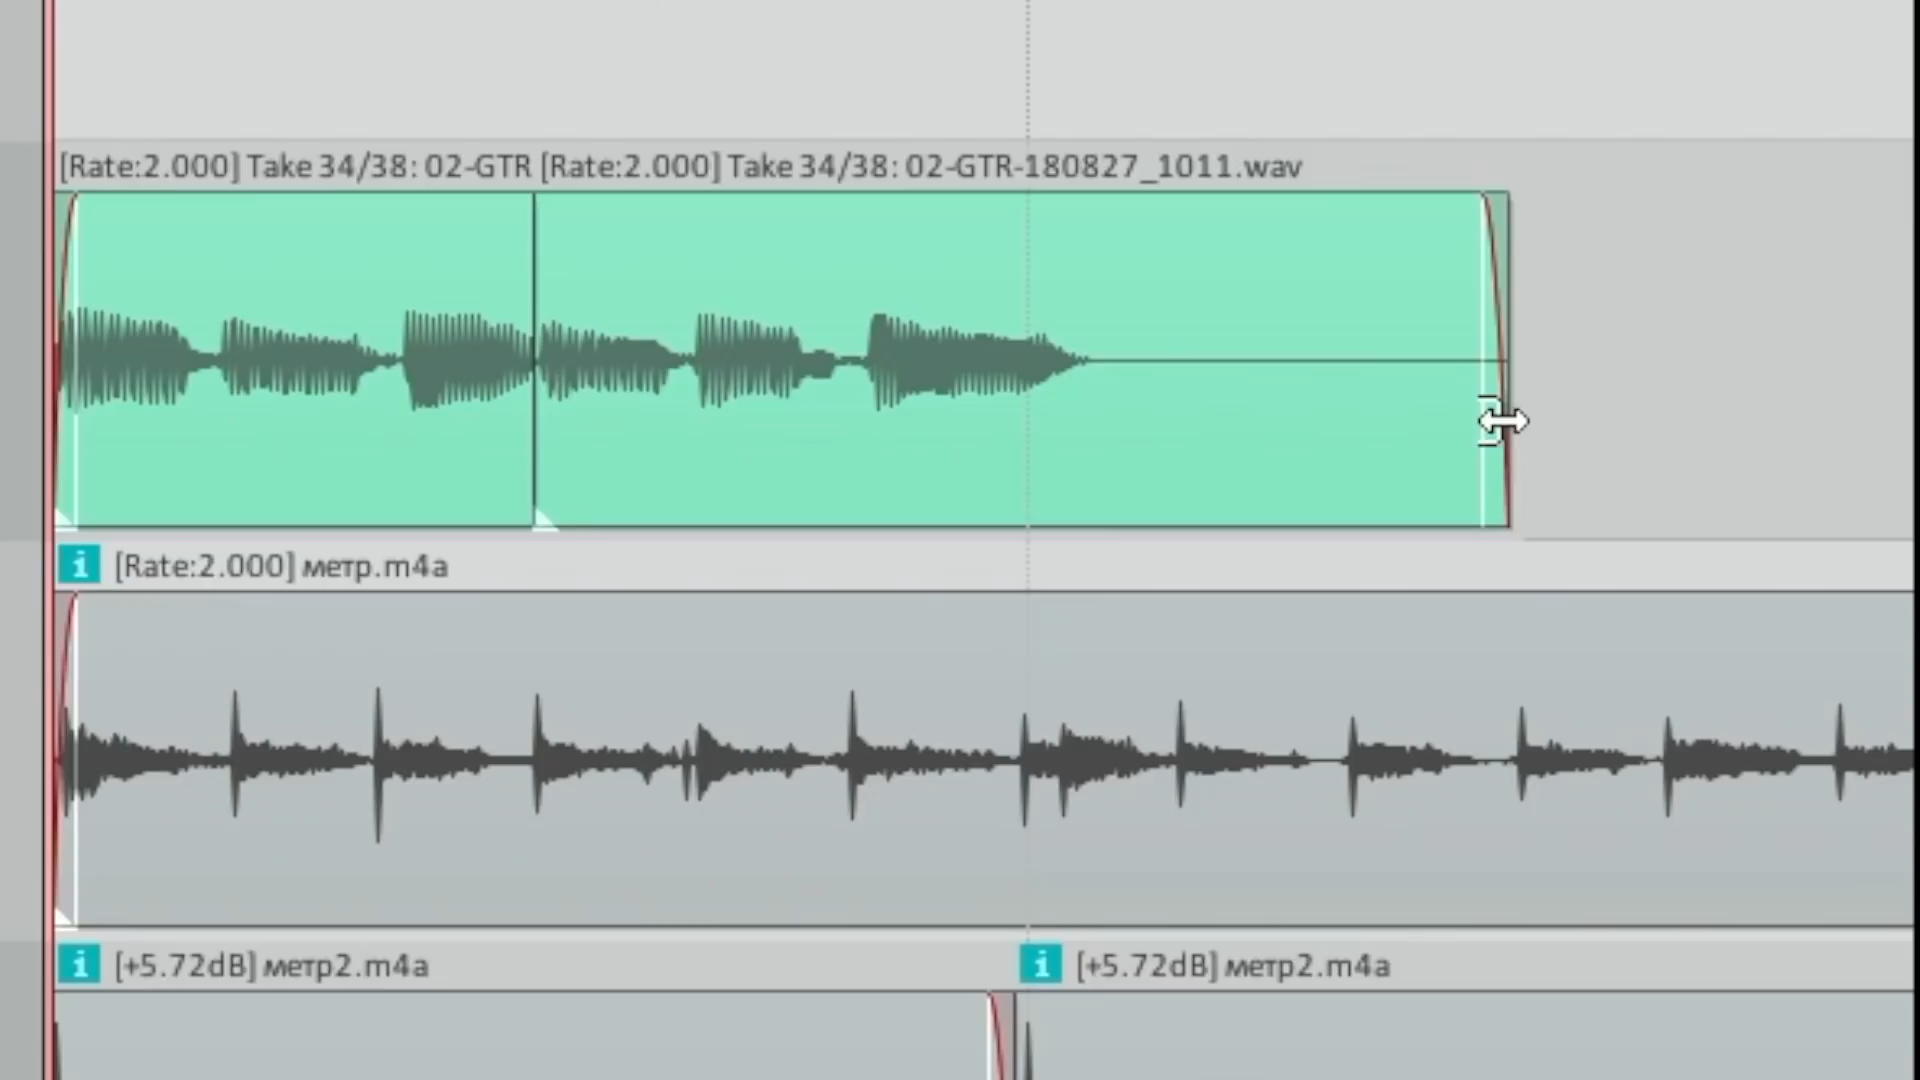 [Rate:2.000] Take 34/38: 02-GTR [Rate:2.000] Take 34/38: 02-GTR-180827_1011.wav
i [Rate:2.000] метр.m4a
i [+5.72dB] метр2.m4a i [+5.72dB] метр2.m4a